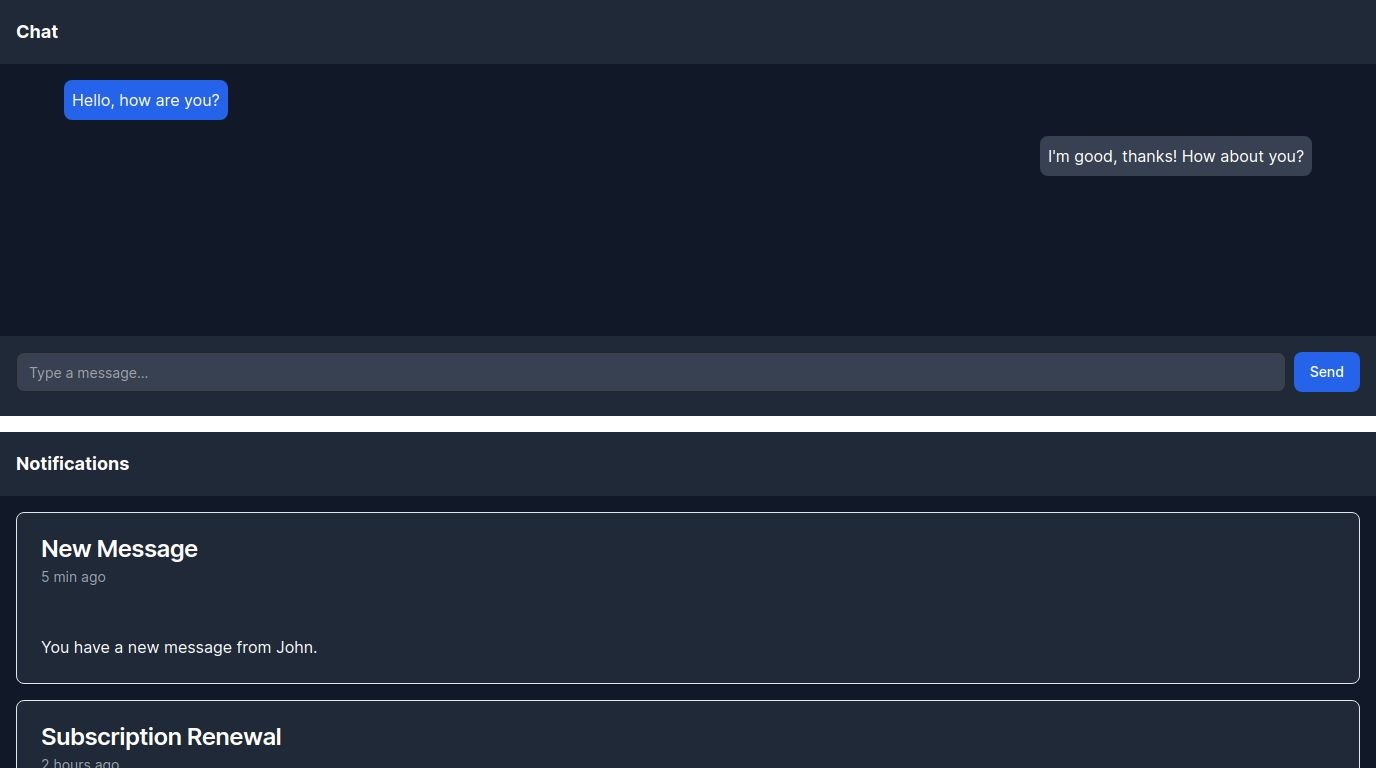 Chat
Hello, how are you?
I'm good, thanks! How about you?
Type a message...
Send
Notifications
New Message
5 min ago
You have a new message from John.
Subscription Renewal
2 hours ago